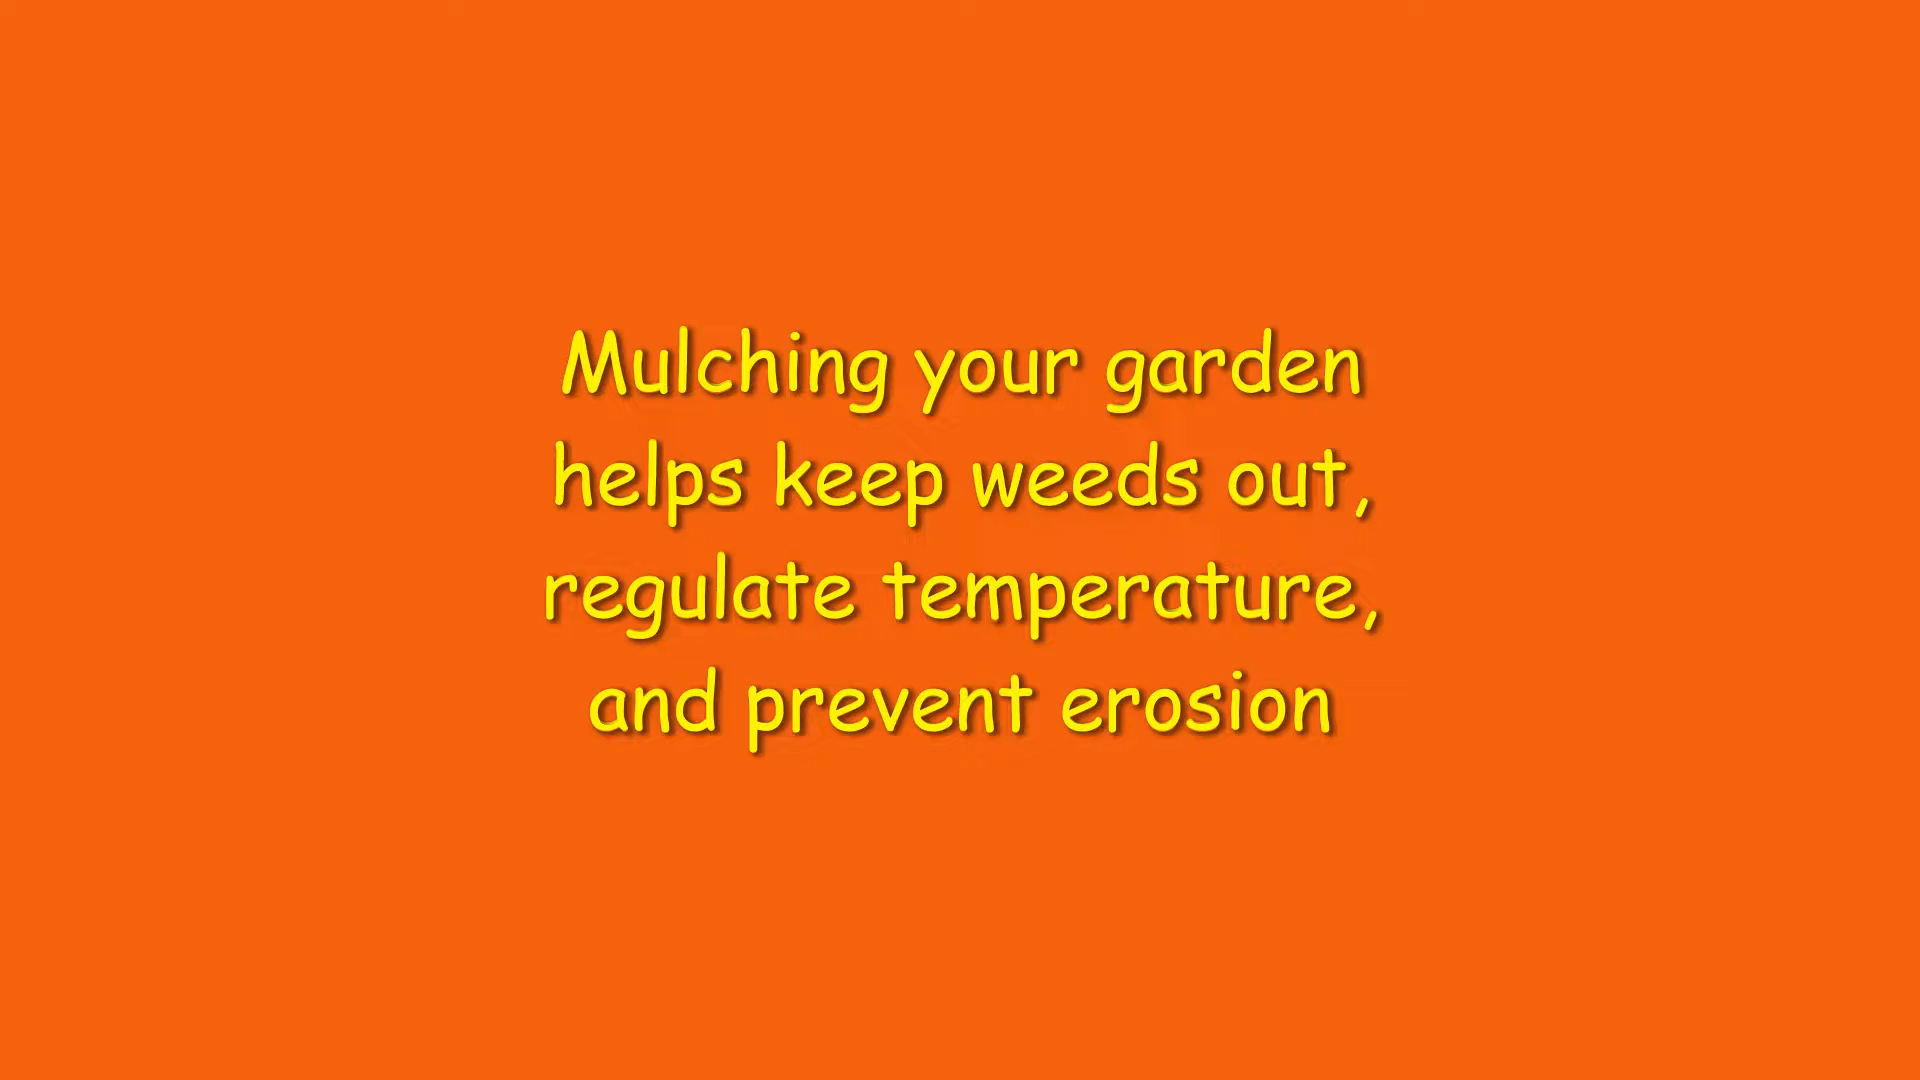 Mulching your garden
helps keep weeds out,
regulate temperature,
and prevent erosion